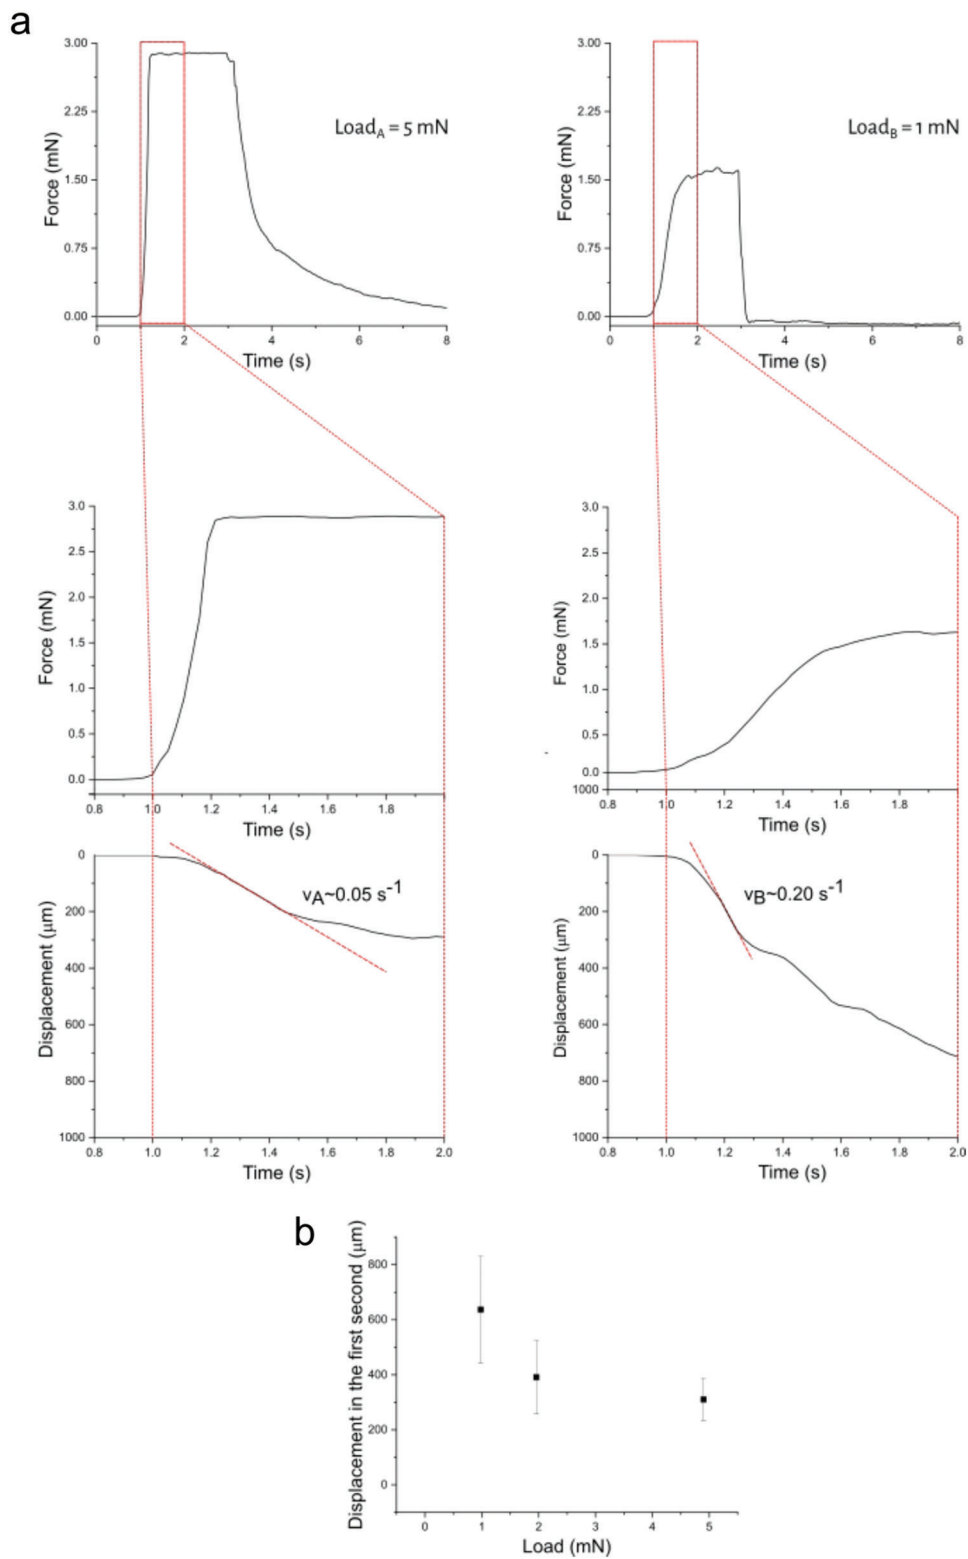 a
3.00
2.25
1.50
0.75
0.00
Force (mN)
0 2 4 6 8
Time (s)
Load_A = 5 mN
3.00
2.25
1.50
0.75
0.00
Force (mN)
0 2 4 6 8
Time (s)
Load_B = 1 mN
3.0
2.5
2.0
1.5
1.0
0.5
0.0
Force (mN)
0.8 1.0 1.2 1.4 1.6 1.8 2.0
Time (s)
3.0
2.5
2.0
1.5
1.0
0.5
0.0
1000
Force (mN)
0.8 1.0 1.2 1.4 1.6 1.8 2.0
Time (s)
0
200
400
600
800
1000
Displacement (μm)
v_A~0.05 s⁻¹
0.8 1.0 1.2 1.4 1.6 1.8 2.0
Time (s)
0
200
400
600
800
1000
Displacement (μm)
v_B~0.20 s⁻¹
0.8 1.0 1.2 1.4 1.6 1.8 2.0
Time (s)
b
800
600
400
200
0
Displacement in the first second (μm)
0 1 2 3 4 5
Load (mN)